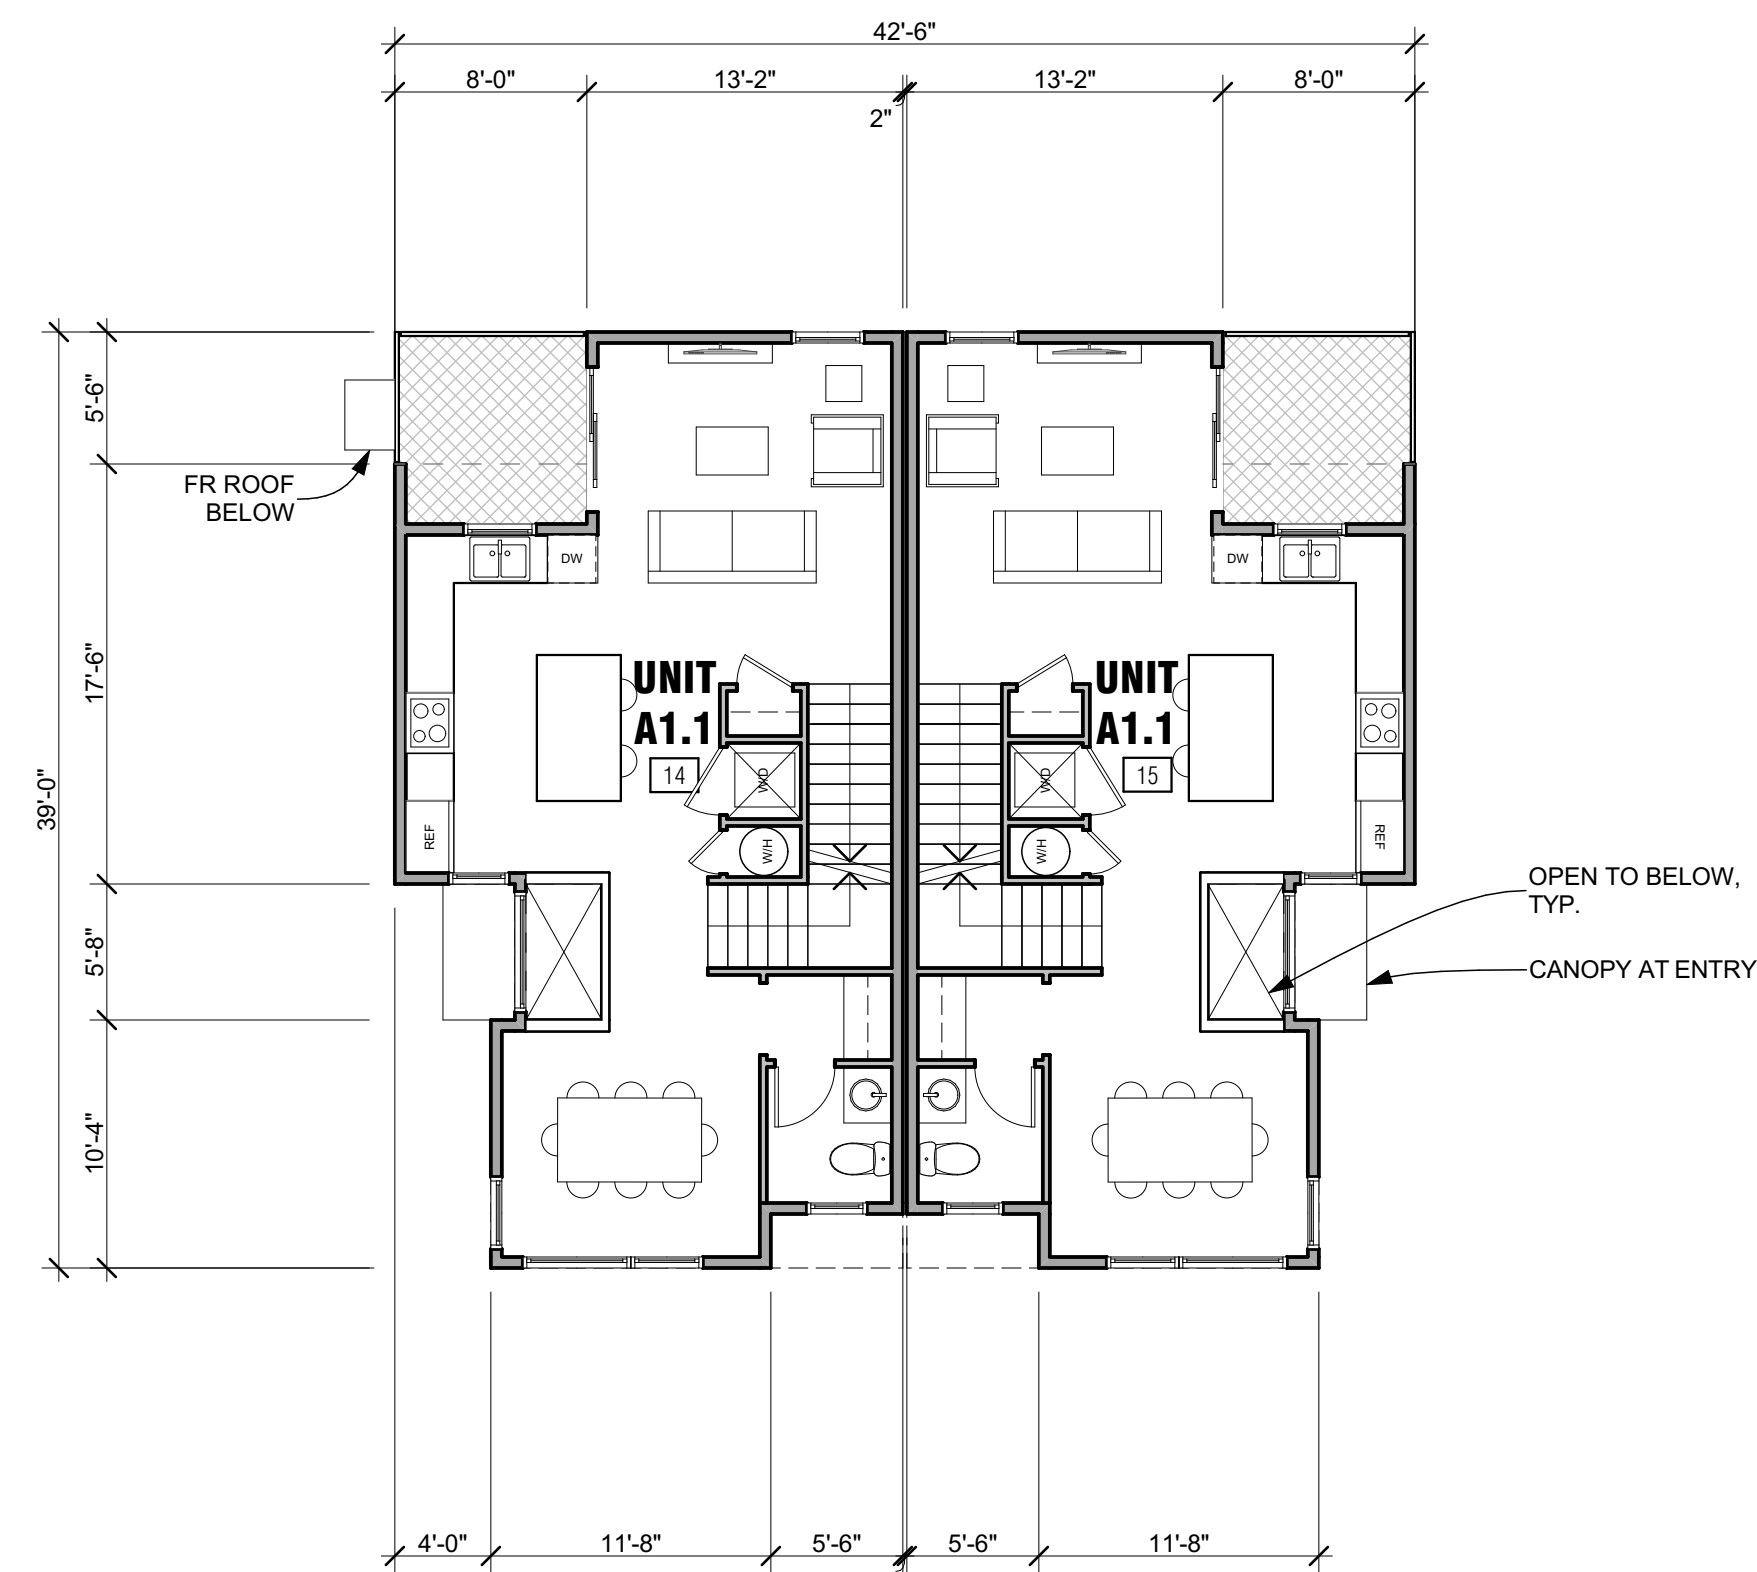 42'-6"
8'-0" 13'-2" 13'-2" 8'-0"
2"
5'-6"
FR ROOF
BELOW
DW DW
17'-6"
UNIT UNIT
A1.1 A1.1
14 W/D W/D 15
39'-0"
REF W/H W/H REF
OPEN TO BELOW,
TYP.
5'-8"
CANOPY AT ENTRY
10'-4"
4'-0" 11'-8" 5'-6" 5'-6" 11'-8"